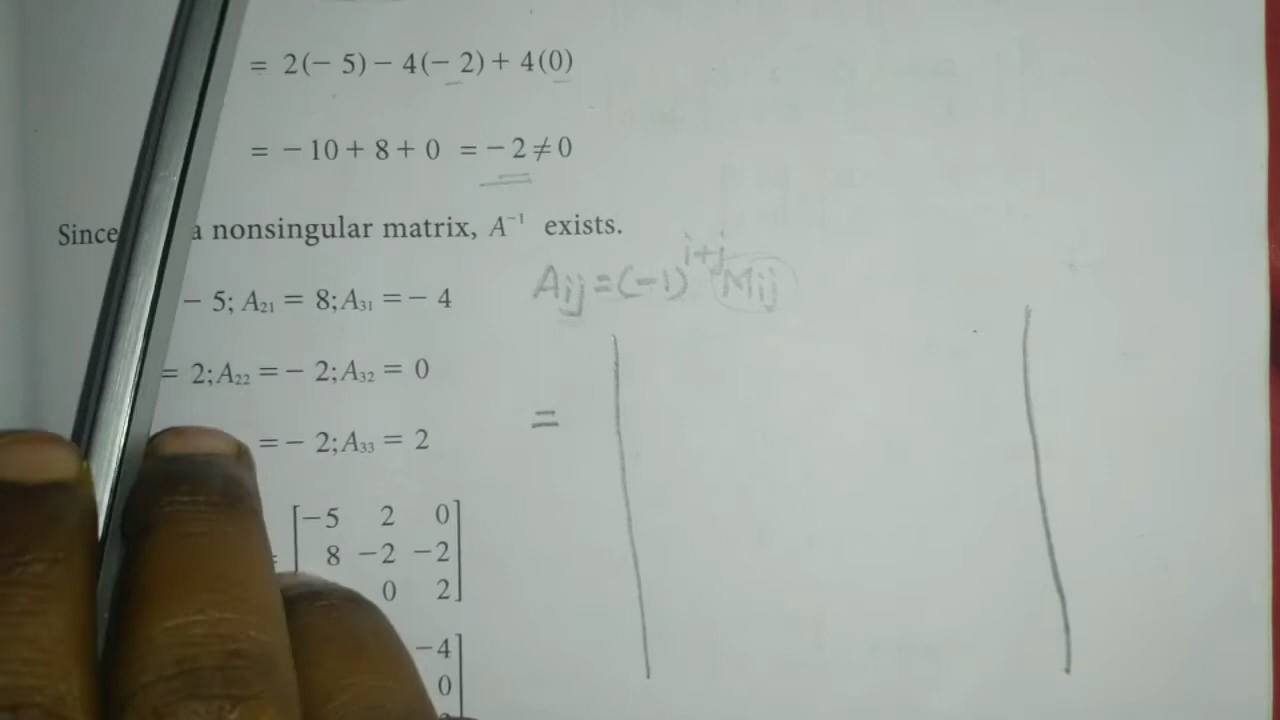 = 2(− 5) − 4(− 2) + 4(0)
= − 10 + 8 + 0 = − 2 ≠ 0
Since a nonsingular matrix, A⁻¹ exists.
− 5; A₂₁ = 8; A₃₁ = − 4
Aij = (−1)^{i+j} Mij
= 2; A₂₂ = − 2; A₃₂ = 0
=
= − 2; A₃₃ = 2
−5 2 0
8 −2 −2
0 2
−4
0